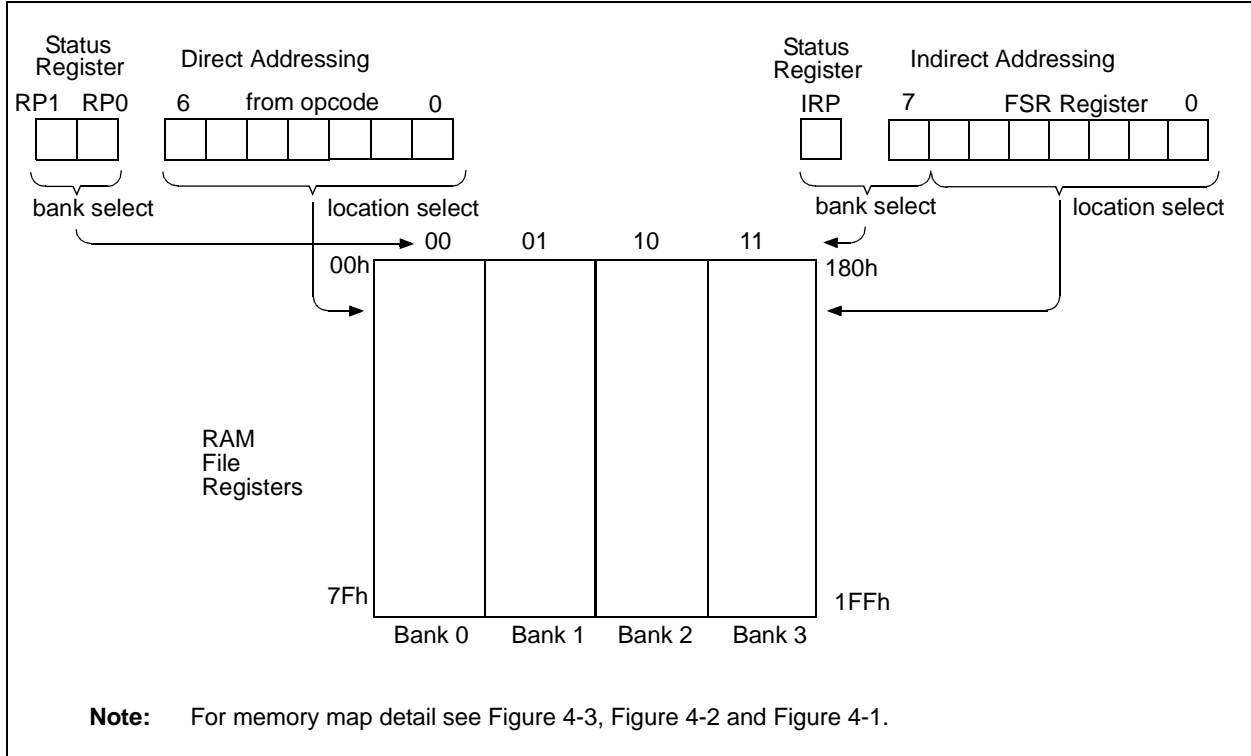 Status
Register
Direct Addressing
RP1 RP0
6 from opcode 0
bank select
location select
Status
Register
Indirect Addressing
IRP
7 FSR Register 0
bank select
location select
00 01 10 11
00h
180h
RAM
File
Registers
7Fh
1FFh
Bank 0 Bank 1 Bank 2 Bank 3
Note: For memory map detail see Figure 4-3, Figure 4-2 and Figure 4-1.